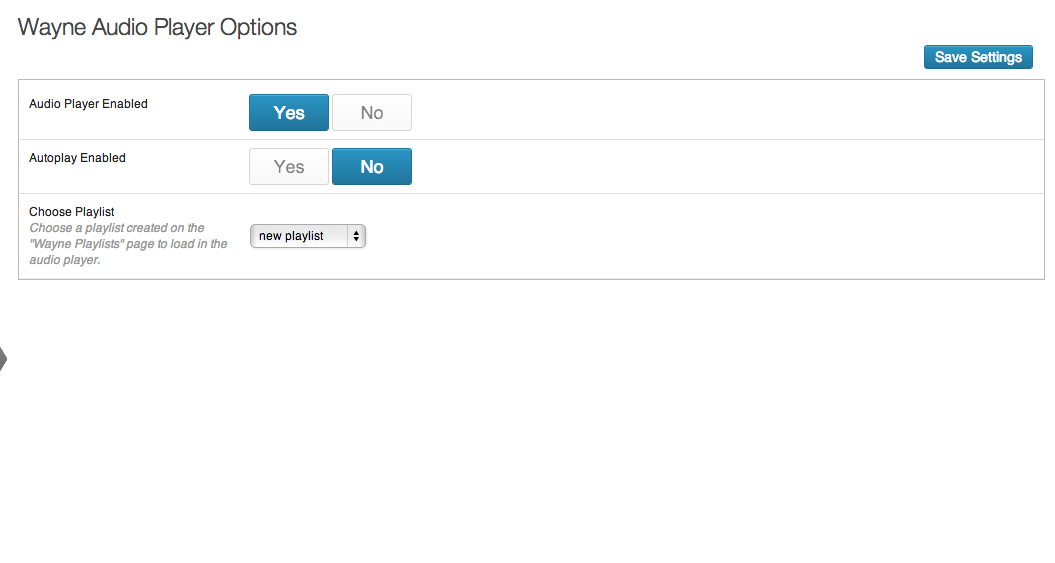 Wayne Audio Player Options
Save Settings
Audio Player Enabled
Yes No
Autoplay Enabled
Yes No
Choose Playlist
Choose a playlist created on the
"Wayne Playlists" page to load in the
audio player.
new playlist